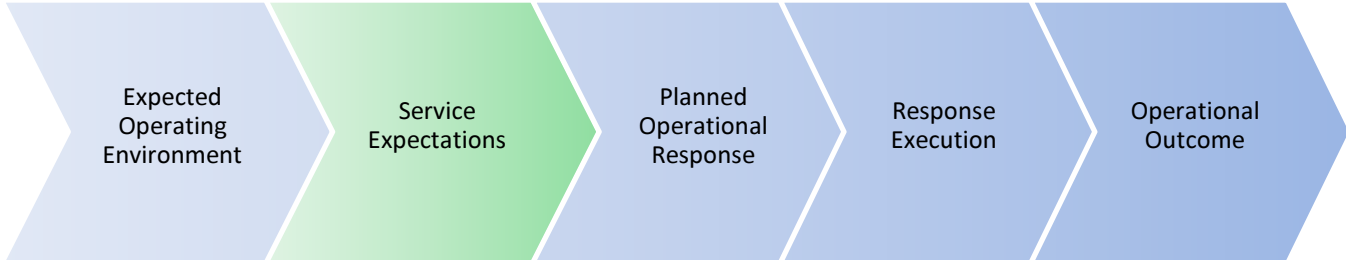 Expected
Operating
Environment
Service
Expectations
Planned
Operational
Response
Response
Execution
Operational
Outcome